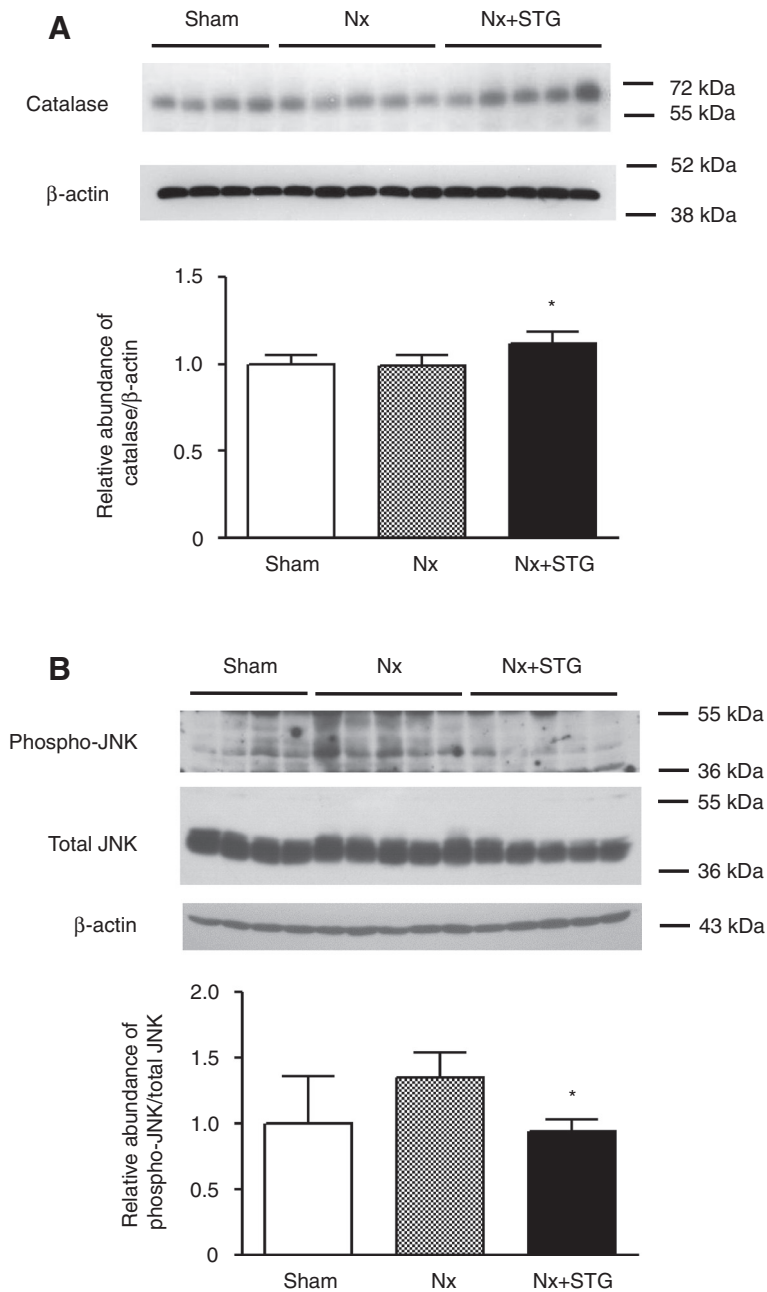 A
Sham Nx Nx+STG
Catalase
72 kDa
55 kDa
β-actin
52 kDa
38 kDa
Relative abundance of
catalase/β-actin
1.5
1.0
0.5
0
*
Sham Nx Nx+STG
B
Sham Nx Nx+STG
Phospho-JNK
55 kDa
36 kDa
Total JNK
55 kDa
36 kDa
β-actin
43 kDa
Relative abundance of
phospho-JNK/total JNK
2.0
1.5
1.0
0.5
0
*
Sham Nx Nx+STG